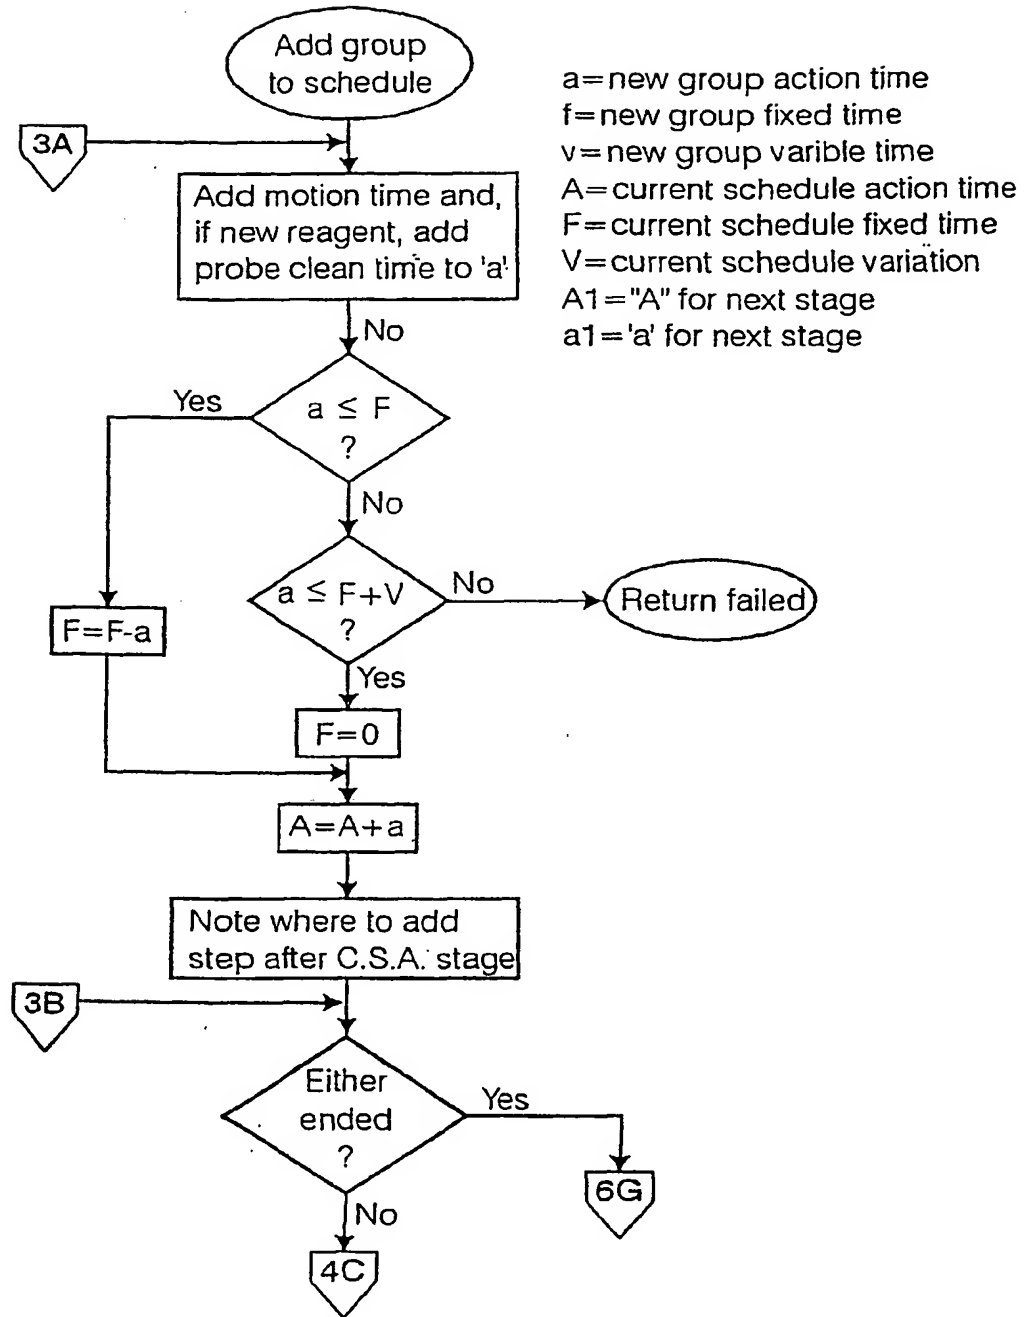 Add group
to schedule
a=new group action time
f=new group fixed time
v=new group varible time
A=current schedule action time
F=current schedule fixed time
V=current schedule variation
A1="A" for next stage
a1='a' for next stage
3A
Add motion time and,
if new reagent, add
probe clean time to 'a'
No
Yes
a ≤ F
?
No
a ≤ F+V
?
No
Return failed
F=F-a
Yes
F=0
A=A+a
Note where to add
step after C.S.A. stage
3B
Either
ended
?
Yes
6G
No
4C